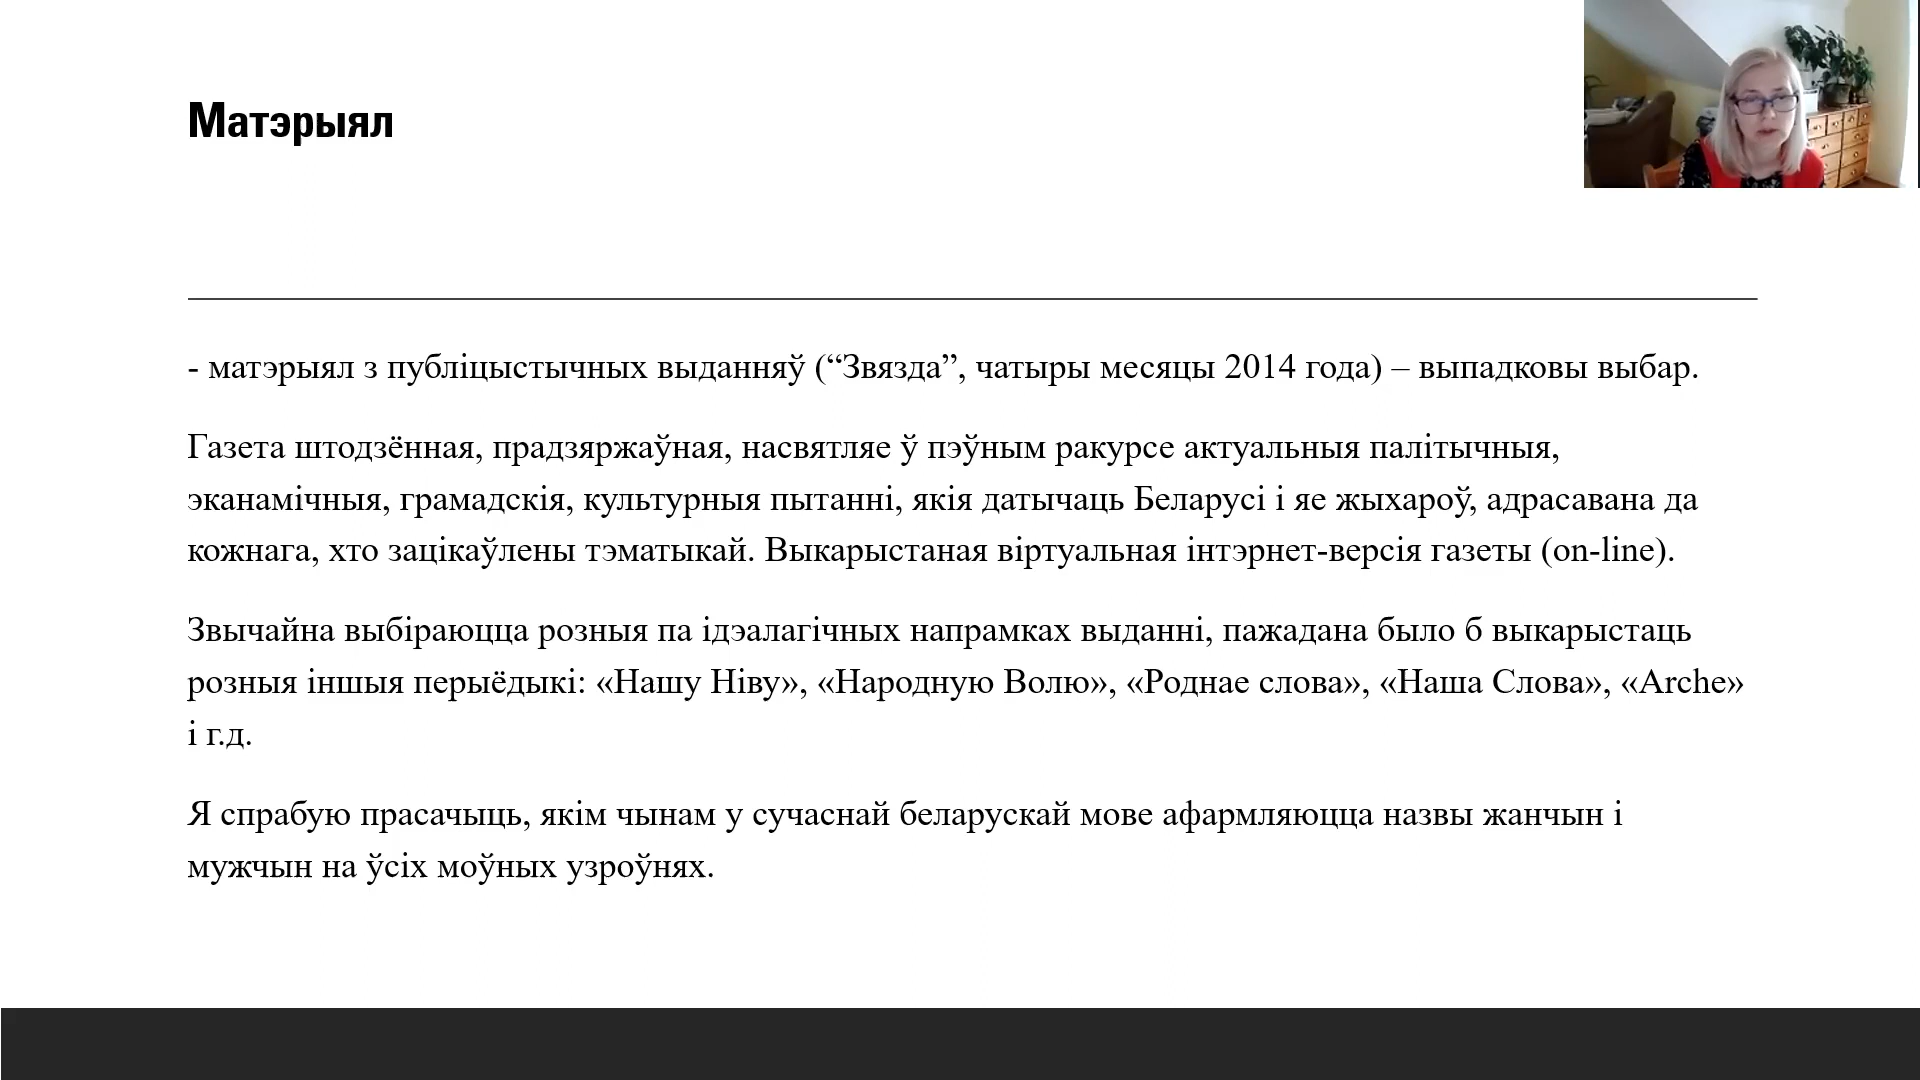 Матэрыял
- матэрыял з публіцыстычных выданняў (“Звязда”, чатыры месяцы 2014 года) – выпадковы выбар.
Газета штодзённая, прадзяржаўная, насвятляе ў пэўным ракурсе актуальныя палітычныя,
эканамічныя, грамадскія, культурныя пытанні, якія датычаць Беларусі і яе жыхароў, адрасавана да
кожнага, хто зацікаўлены тэматыкай. Выкарыстаная віртуальная інтэрнет-версія газеты (on-line).
Звычайна выбіраюцца розныя па ідэалагічных напрамках выданні, пажадана было б выкарыстаць
розныя іншыя перыёдыкі: «Нашу Ніву», «Народную Волю», «Роднае слова», «Наша Слова», «Arche»
і г.д.
Я спрабую прасачыць, якім чынам у сучаснай беларускай мове афармляюцца назвы жанчын і
мужчын на ўсіх моўных узроўнях.